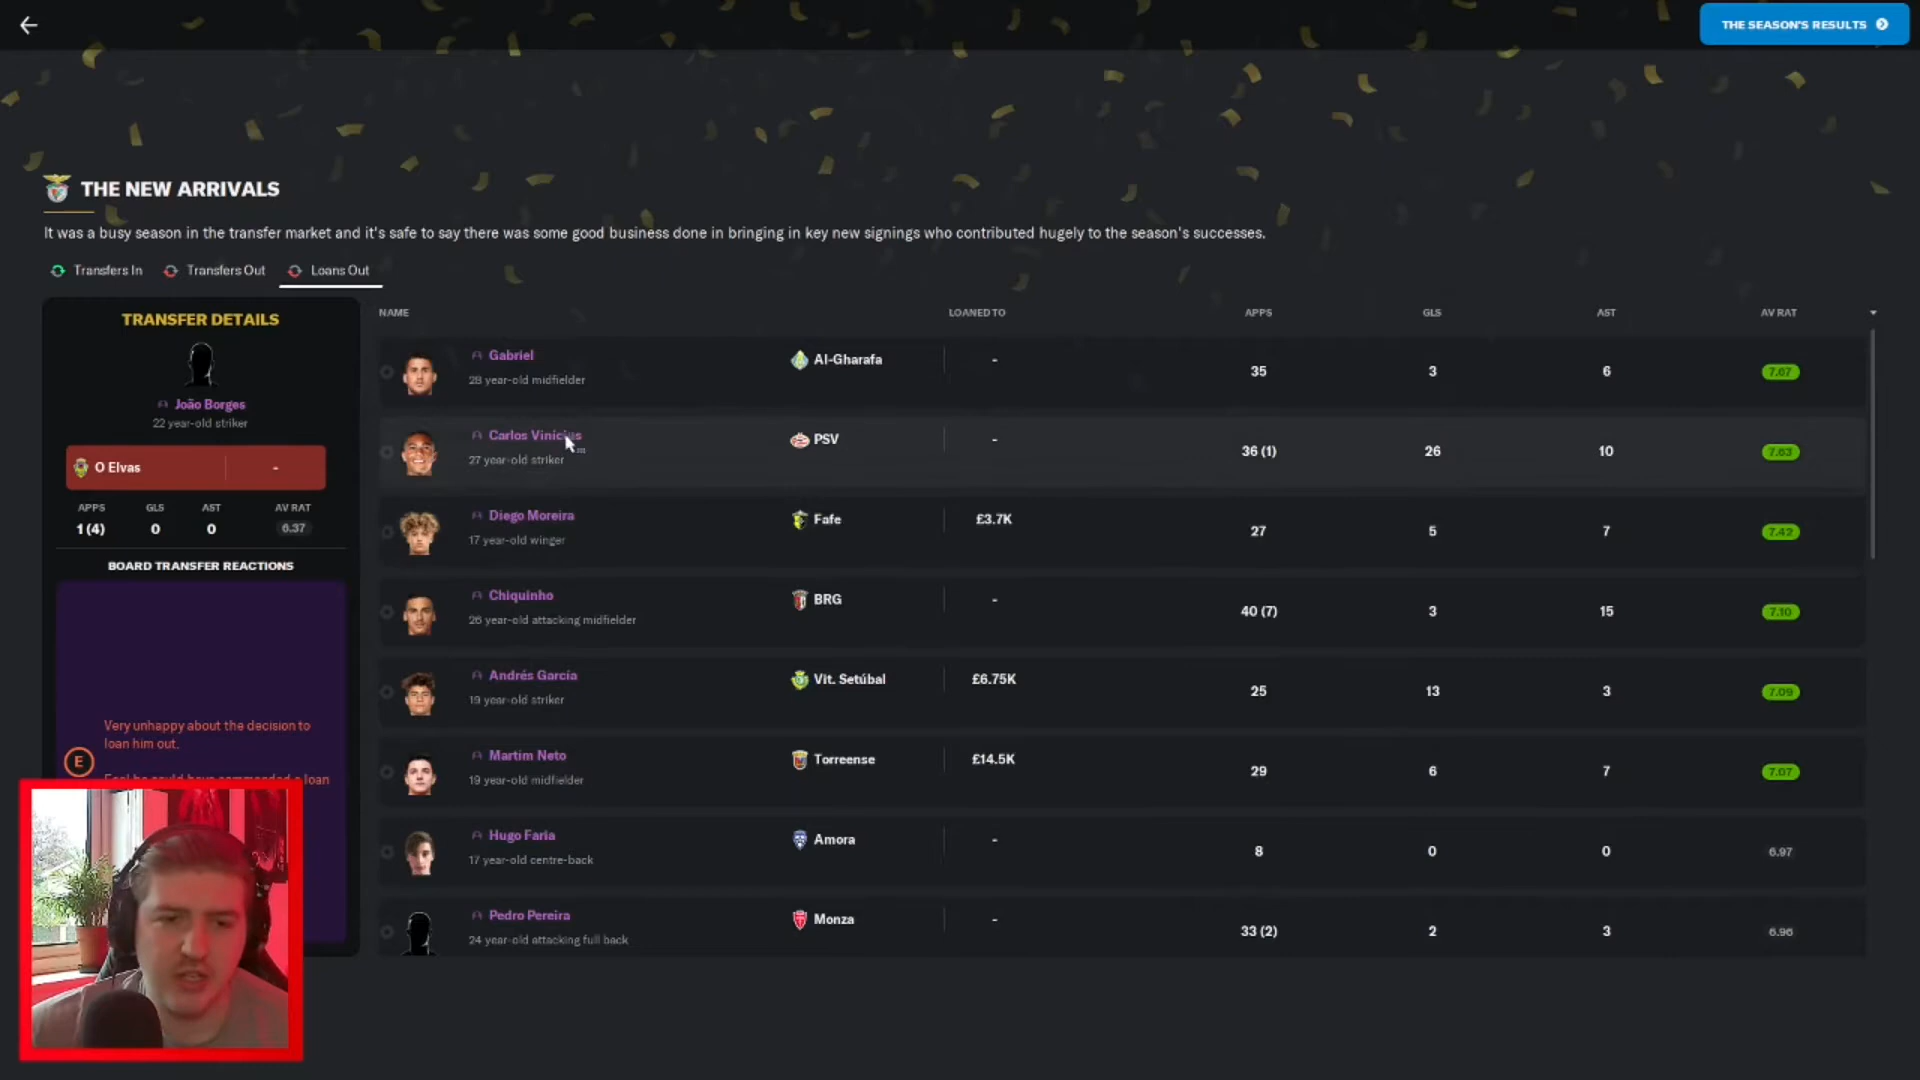 THE SEASON'S RESULTS
THE NEW ARRIVALS
It was a busy season in the transfer market and it's safe to say there was some good business done in bringing in key new signings who contributed hugely to the season's successes.
Transfers In Transfers Out Loans Out
TRANSFER DETAILS
João Borges
22 year-old striker
O Elvas -
APPS GLS AST AV RAT
1 (4) 0 0 6.37
BOARD TRANSFER REACTIONS
Very unhappy about the decision to
loan him out.
E
NAME LOANED TO APPS GLS AST AV RAT
Gabriel Al-Gharafa - 35 3 6 7.67
28 year-old midfielder
Carlos Vinícius PSV - 36 (1) 26 10 7.63
27 year-old striker
Diego Moreira Fafe £3.7K 27 5 7 7.42
17 year-old winger
Chiquinho BRG - 40 (7) 3 15 7.10
26 year-old attacking midfielder
Andrés García Vit. Setúbal £6.75K 25 13 3 7.09
19 year-old striker
Martim Neto Torreense £14.5K 29 6 7 7.07
19 year-old midfielder
Hugo Faria Amora - 8 0 0 6.97
17 year-old centre-back
Pedro Pereira Monza - 33 (2) 2 3 6.96
24 year-old attacking full back